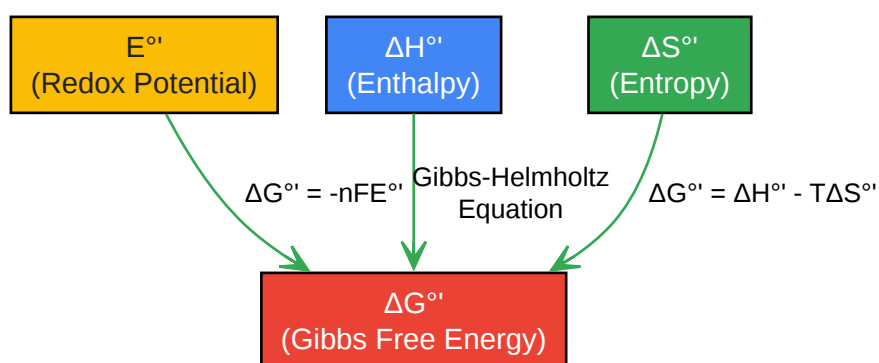 E°'
(Redox Potential)
ΔH°'
(Enthalpy)
ΔS°'
(Entropy)
ΔG°' = -nFE°'
Gibbs-Helmholtz
Equation
ΔG°' = ΔH°' - TΔS°'
ΔG°'
(Gibbs Free Energy)